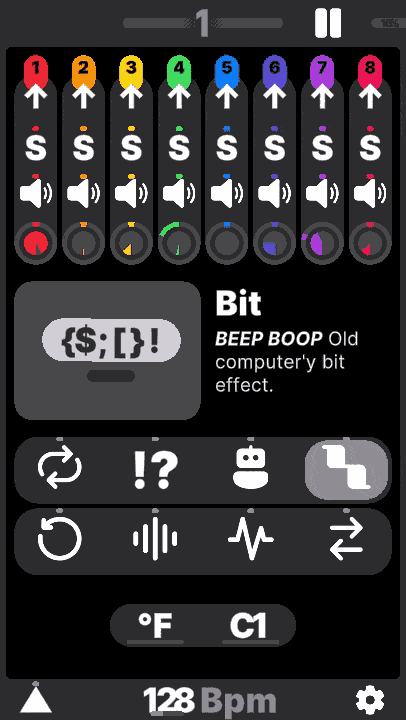 1
1 2 3 4 5 6 7 8
S S S S S S S S
{$;[}!
Bit
BEEP BOOP Old
computer'y bit
effect.
!?
°F C1
128 Bpm